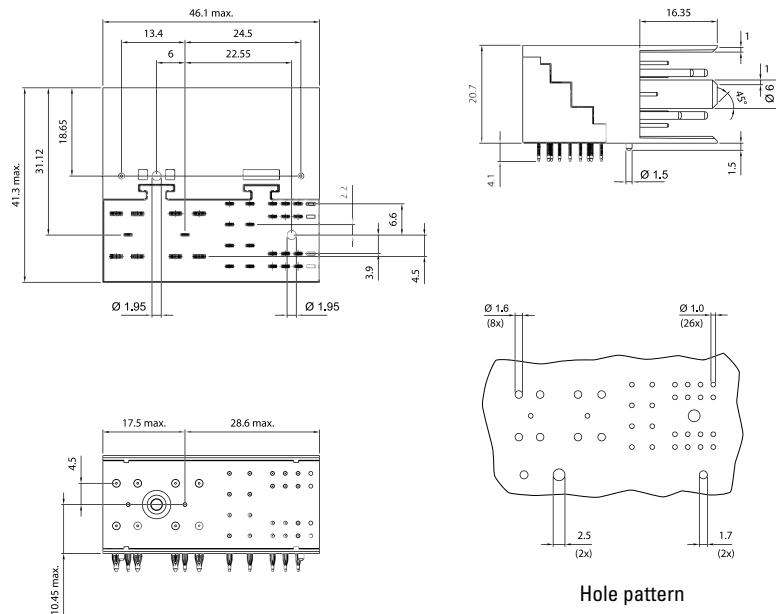 46.1 max.
13.4
24.5
6
22.55
41.3 max.
31.12
18.65
2.2
6.6
3.9
4.5
Ø 1.95
Ø 1.95
16.35
1
1
Ø 6
45°
20.7
4.1
Ø 1.5
1.5
17.5 max.
28.6 max.
4.5
10.45 max.
Ø 1.6
(8x)
Ø 1.0
(26x)
2.5
(2x)
1.7
(2x)
Hole pattern